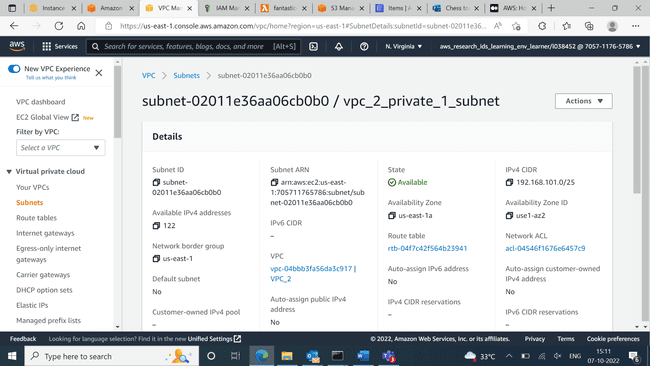 Instance
Amazon
VPC Ma
IAM Ma
fantastic
S3 Mana
Items | A
Chess to
AWS: Ho
https://us-east-1.console.aws.amazon.com/vpc/home?region=us-east-1#SubnetDetails:subnetId=subnet-02011e36...
aws
Services
Search for services, features, blogs, docs, and more
[Alt+S]
N. Virginia
aws_research_ids_learning_env_learner/I038452 @ 7057-1176-5786
New VPC Experience
Tell us what you think
VPC dashboard
EC2 Global View New
Filter by VPC:
Select a VPC
Virtual private cloud
Your VPCs
Subnets
Route tables
Internet gateways
Egress-only internet
gateways
Carrier gateways
DHCP option sets
Elastic IPs
Managed prefix lists
VPC
Subnets
subnet-02011e36aa06cb0b0
subnet-02011e36aa06cb0b0 / vpc_2_private_1_subnet
Actions
Details
Subnet ID
subnet-
02011e36aa06cb0b0
Available IPv4 addresses
122
Network border group
us-east-1
Default subnet
No
Customer-owned IPv4 pool
–
Subnet ARN
arn:aws:ec2:us-east-
1:705711765786:subnet/sub
net-02011e36aa06cb0b0
IPv6 CIDR
–
VPC
vpc-04bbb3fa56da3c917 |
VPC_2
Auto-assign public IPv4
address
No
State
Available
Availability Zone
us-east-1a
Route table
rtb-04f7c42f564b23941
Auto-assign IPv6 address
No
IPv4 CIDR reservations
–
IPv4 CIDR
192.168.101.0/25
Availability Zone ID
use1-az2
Network ACL
acl-04546f1676e6457c9
Auto-assign customer-owned
IPv4 address
No
IPv6 CIDR reservations
–
Feedback
Looking for language selection? Find it in the new Unified Settings
© 2022, Amazon Web Services, Inc. or its affiliates.
Privacy
Terms
Cookie preferences
Type here to search
33°C
ENG
15:11
07-10-2022
6